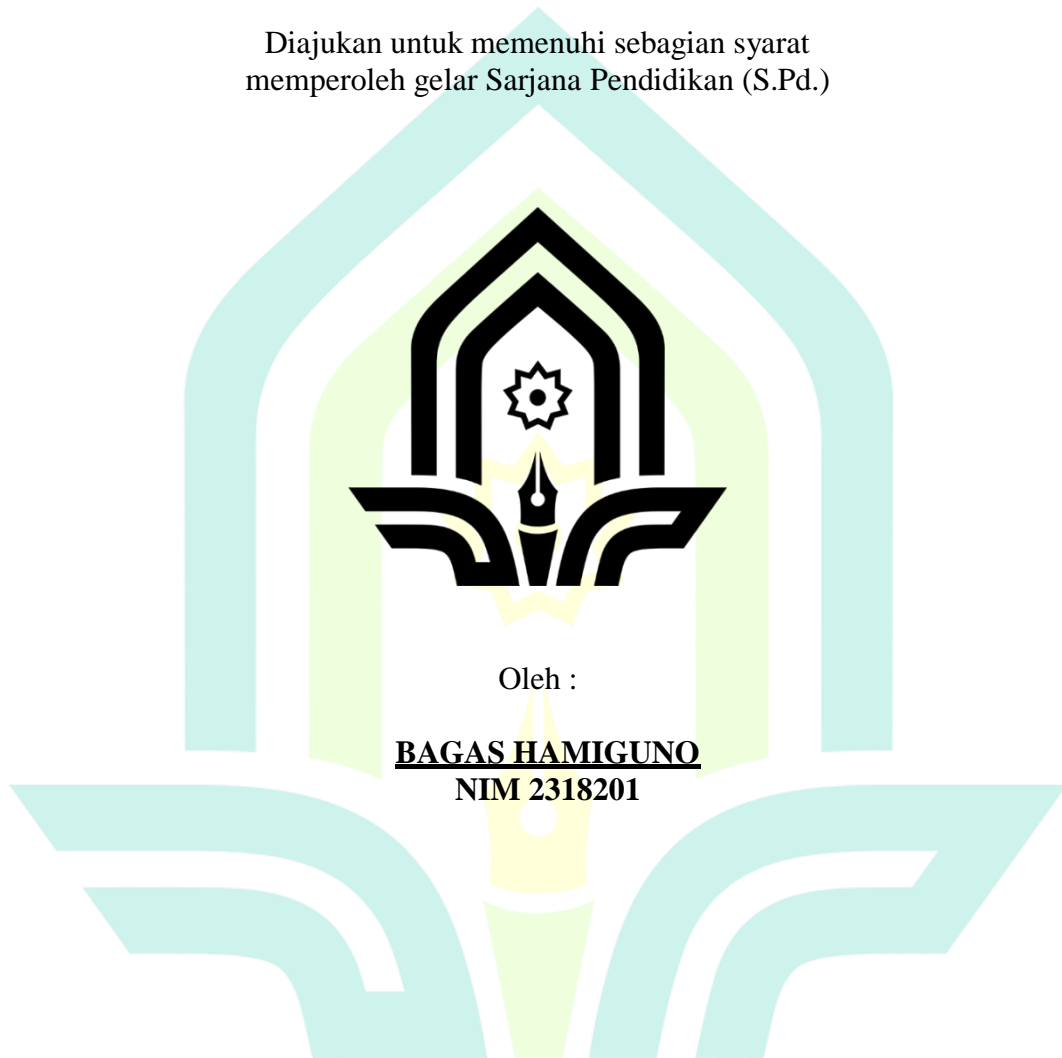 Diajukan untuk memenuhi sebagian syarat
memperoleh gelar Sarjana Pendidikan (S.Pd.)
Oleh :
BAGAS HAMIGUNO
NIM 2318201